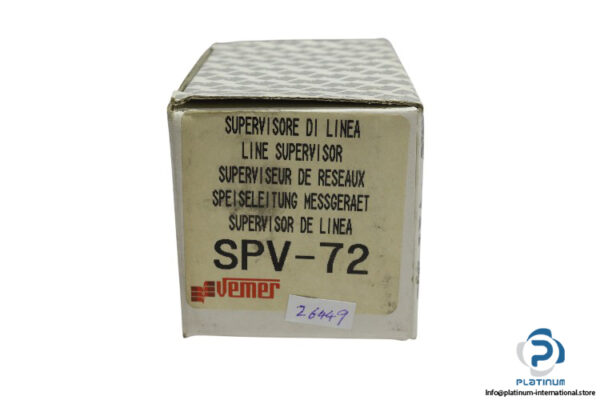 SUPERVISORE DI LINEA
LINE SUPERVISOR
SUPERVISEUR DE RESEAUX
SPEISELEITUNG MESSGERAET
SUPERVISOR DE LINEA
SPV-72
Vemer
26449
PLATINUM
Info@platinum-international.store